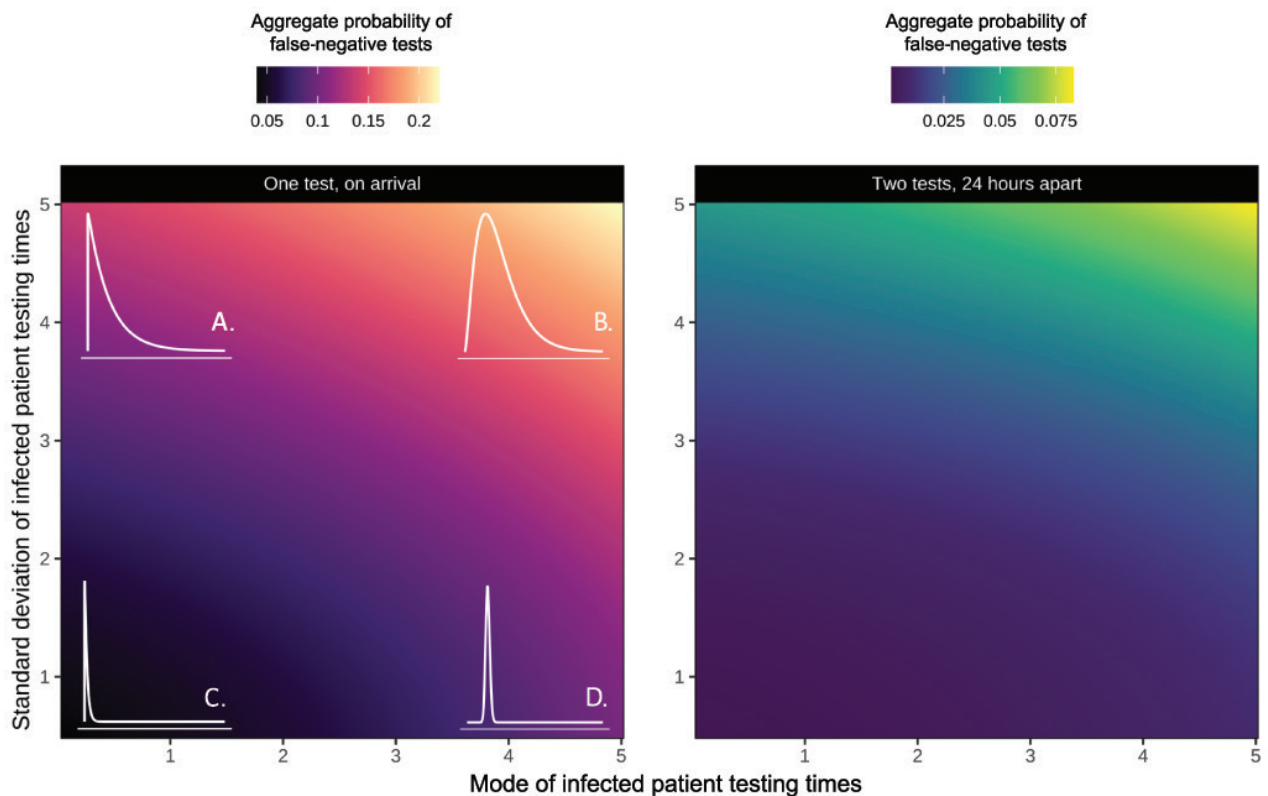 Aggregate probability of
false-negative tests
0.05 0.1 0.15 0.2
Aggregate probability of
false-negative tests
0.025 0.05 0.075
One test, on arrival
Two tests, 24 hours apart
Standard deviation of infected patient testing times
5
4
3
2
1
A.
B.
C.
D.
1 2 3 4 5
5
4
3
2
1
1 2 3 4 5
Mode of infected patient testing times